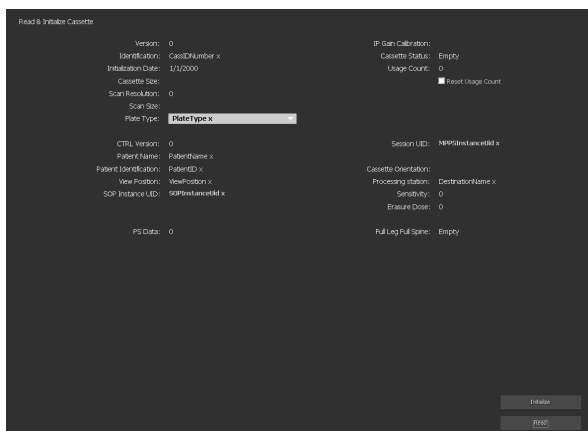 Read & Initialize Cassette
Version: 0 IP Gain Calibration:
Identification: CassIDNumber x Cassette Status: Empty
Initialization Date: 1/1/2000 Usage Count: 0
Cassette Size: Reset Usage Count
Scan Resolution: 0
Scan Size:
Plate Type: PlateType x
CTRL Version: 0 Session UID: MPPSInstanceUid x
Patient Name: PatientName x
Patient Identification: PatientID x Cassette Orientation:
View Position: ViewPosition x Processing station: DestinationName x
SOP Instance UID: SOPInstanceUid x Sensitivity: 0
Erasure Dose: 0
PS Data: 0 Full Leg Full Spine: Empty
Initialize
Read